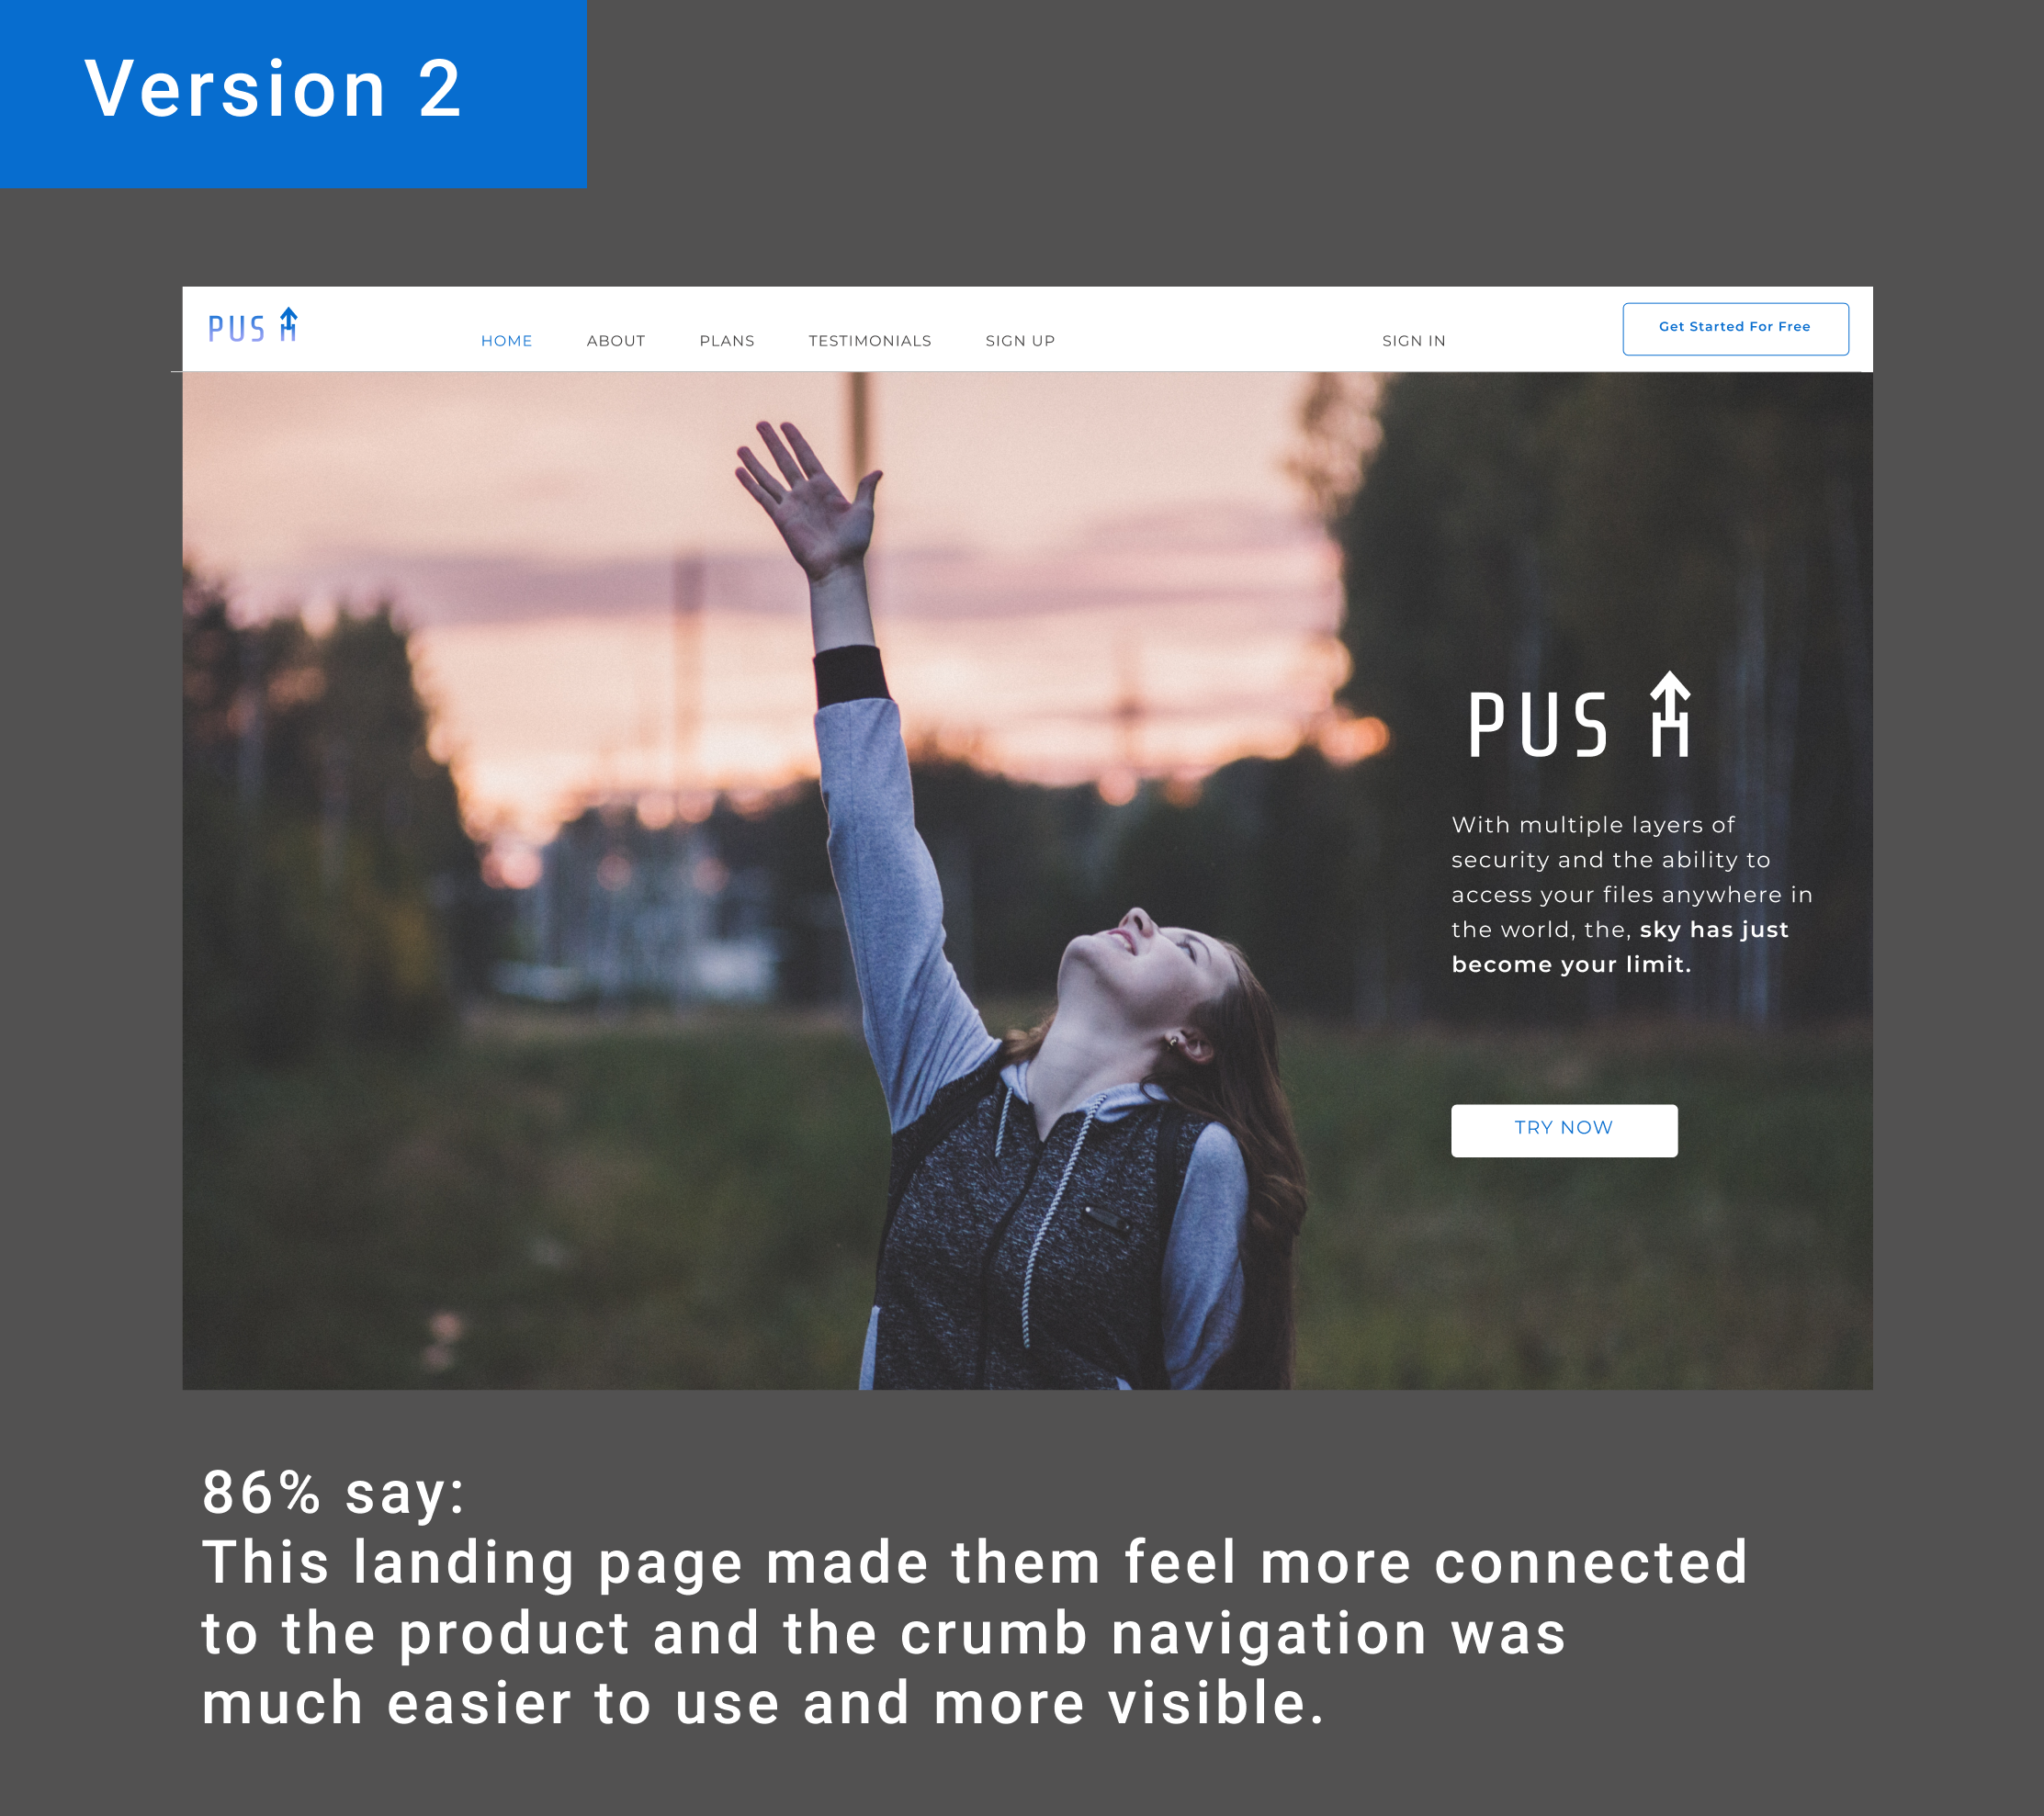 Version 2
PUSH
HOME ABOUT PLANS TESTIMONIALS SIGN UP SIGN IN Get Started For Free
PUSH
With multiple layers of
security and the ability to
access your files anywhere in
the world, the, sky has just
become your limit.
TRY NOW
86% say:
This landing page made them feel more connected
to the product and the crumb navigation was
much easier to use and more visible.